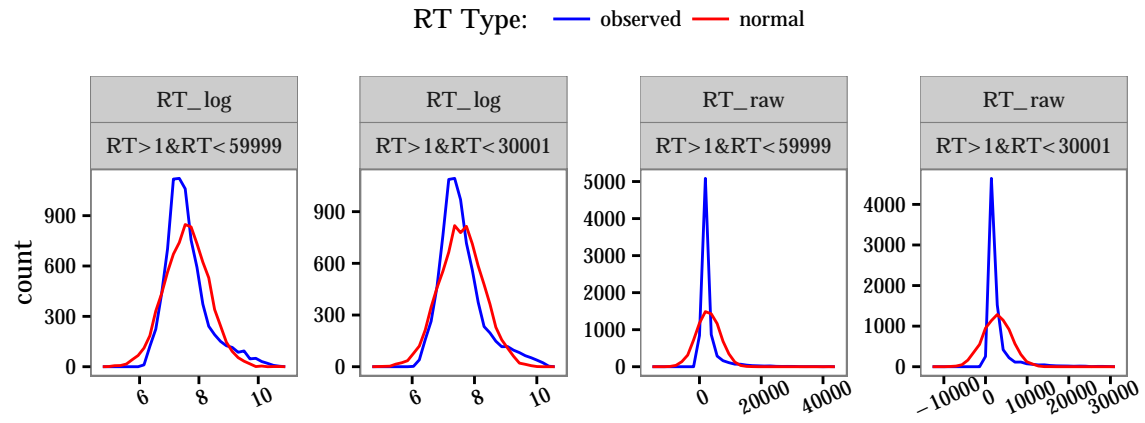 RT Type: observed normal
RT_log RT_log RT_raw RT_raw
RT>1&RT<59999 RT>1&RT<30001 RT>1&RT<59999 RT>1&RT<30001
count
900
600
300
0
6 8 10
900
600
300
0
6 8 10
5000
4000
3000
2000
1000
0
0 20000 40000
4000
3000
2000
1000
0
−10000 0 10000 20000 30000